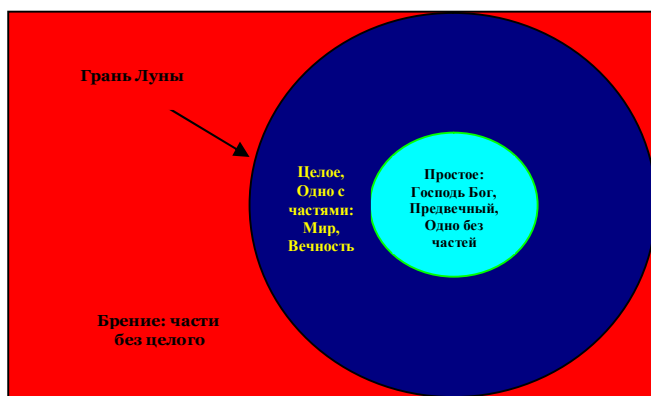 Грань Луны
Целое,
Одно с
частями:
Мир,
Вечность
Простое:
Господь Бог,
Предвечный,
Одно без
частей
Брение: части
без целого